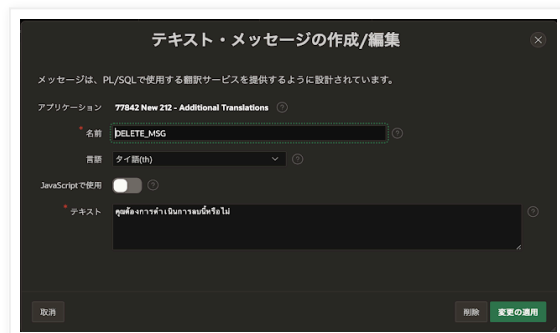 テキスト・メッセージの作成/編集
メッセージは、PL/SQLで使用する翻訳サービスを提供するように設計されています。
アプリケーション 77842 New 212 - Additional Translations
* 名前 DELETE_MSG
言語 タイ語(th)
JavaScriptで使用
* テキスト คุณต้องการดำเนินการลบนี้หรือไม่
取消 削除 変更の適用